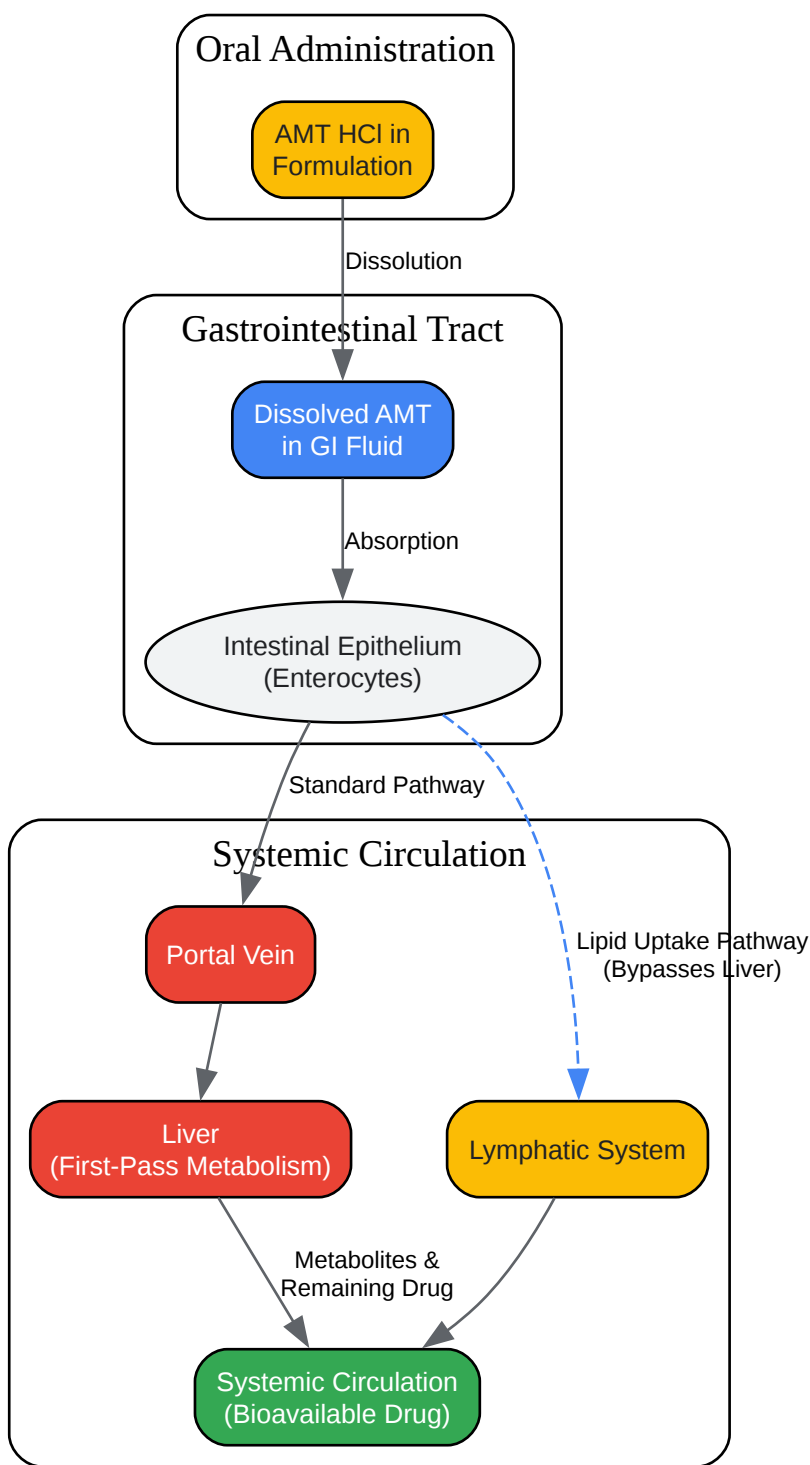 Oral Administration
AMT HCl in
Formulation
Dissolution
Gastrointestinal Tract
Dissolved AMT
in GI Fluid
Absorption
Intestinal Epithelium
(Enterocytes)
Standard Pathway
Systemic Circulation
Portal Vein
Lipid Uptake Pathway
(Bypasses Liver)
Liver
(First-Pass Metabolism)
Lymphatic System
Metabolites &
Remaining Drug
Systemic Circulation
(Bioavailable Drug)